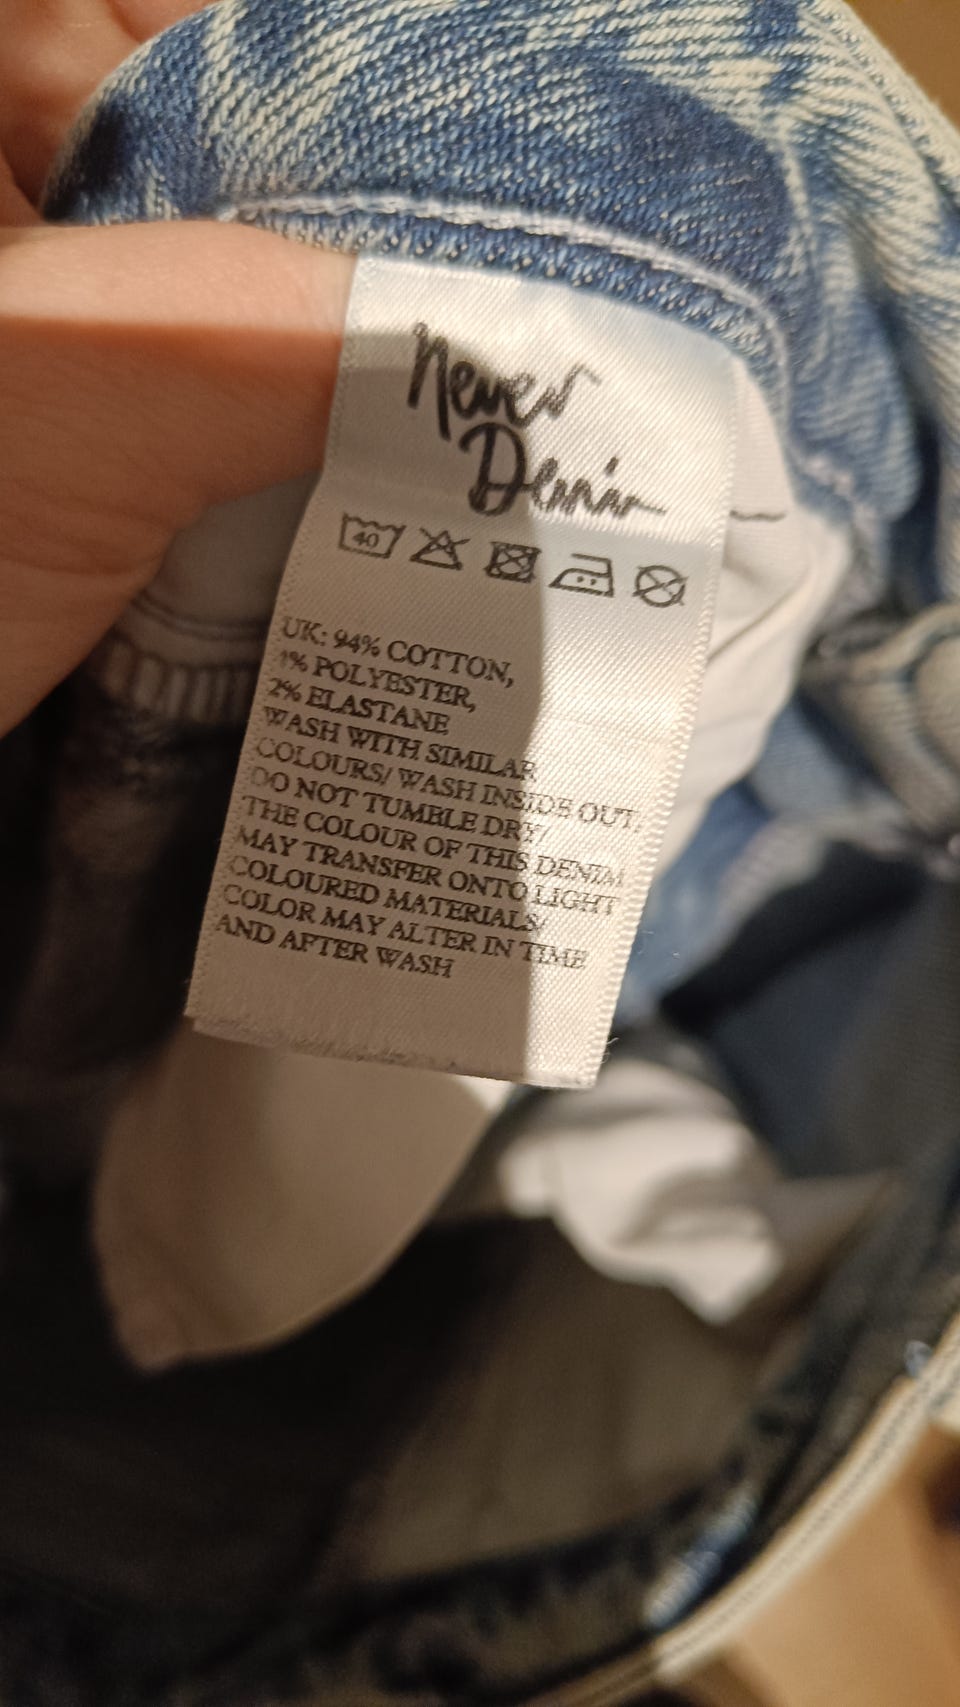 Never
Denim
40
UK: 94% COTTON,
% POLYESTER,
2% ELASTANE
WASH WITH SIMILAR
COLOURS/ WASH INSIDE OUT,
DO NOT TUMBLE DRY/
THE COLOUR OF THIS DENIM
MAY TRANSFER ONTO LIGHT
COLOURED MATERIALS/
COLOR MAY ALTER IN TIME
AND AFTER WASH